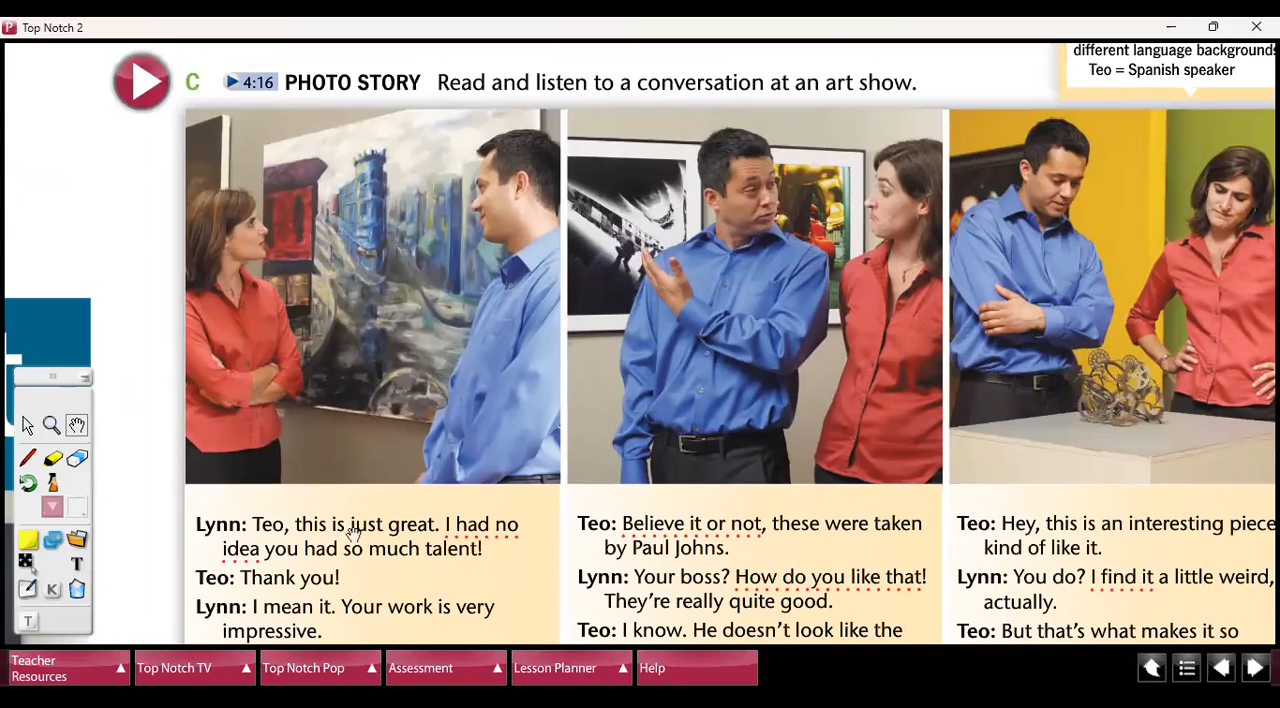 Top Notch 2
different language backgrounds
Teo = Spanish speaker
C 4:16 PHOTO STORY Read and listen to a conversation at an art show.
Lynn: Teo, this is just great. I had no
idea you had so much talent!
Teo: Thank you!
Lynn: I mean it. Your work is very
impressive.
Teo: Believe it or not, these were taken
by Paul Johns.
Lynn: Your boss? How do you like that!
They're really quite good.
Teo: I know. He doesn't look like the
Teo: Hey, this is an interesting piece
kind of like it.
Lynn: You do? I find it a little weird,
actually.
Teo: But that's what makes it so
T
K
T
Teacher
Resources
Top Notch TV
Top Notch Pop
Assessment
Lesson Planner
Help